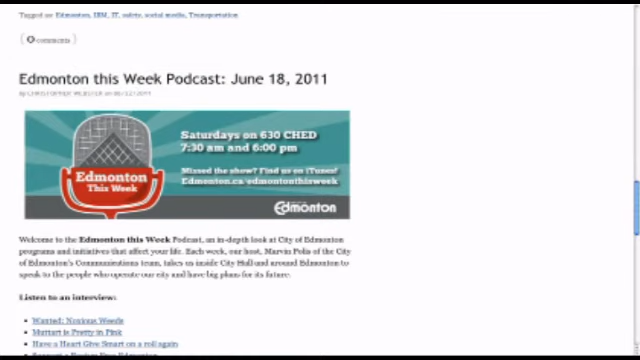 Tagged as: Edmonton, IBM, IT, safety, social media, Transportation
( 0 comments )
Edmonton this Week Podcast: June 18, 2011
By CHRISTOPHER WEBSTER on
Edmonton
This Week
Saturdays on 630 CHED
7:30 am and 6:00 pm
Missed the show? Find us on iTunes!
Edmonton.ca/edmontonthisweek
Edmonton
Welcome to the Edmonton this Week Podcast, an in-depth look at City of Edmonton
programs and initiatives that affect your life. Each week, our host, Marvin Polis of the City
of Edmonton's Communications team, takes us inside City Hall and around Edmonton to
speak to the people who operate our city and have big plans for its future.
Listen to an interview:
Wanted: Noxious Weeds
Muttart is Pretty in Pink
Have a Heart Give Smart on a roll again